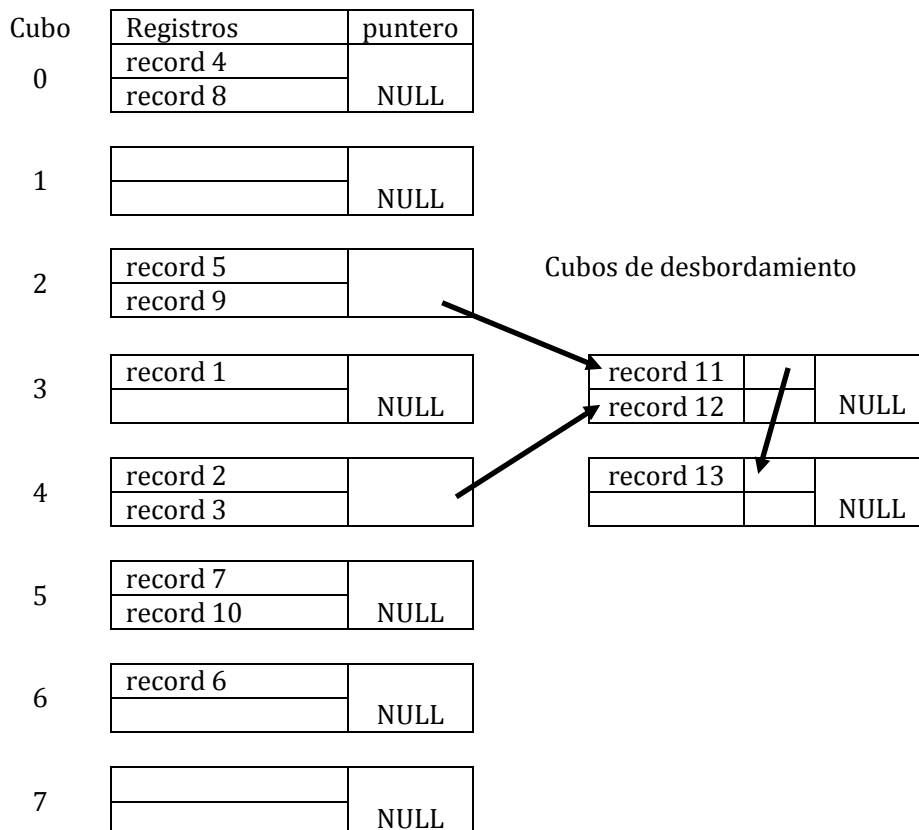 Cubo Registros puntero
record 4
0
record 8 NULL
1
NULL
record 5 Cubos de desbordamiento
2
record 9
record 1 record 11
3
NULL record 12 NULL
record 2 record 13
4
record 3 NULL
record 7
5
record 10 NULL
record 6
6
NULL
7
NULL